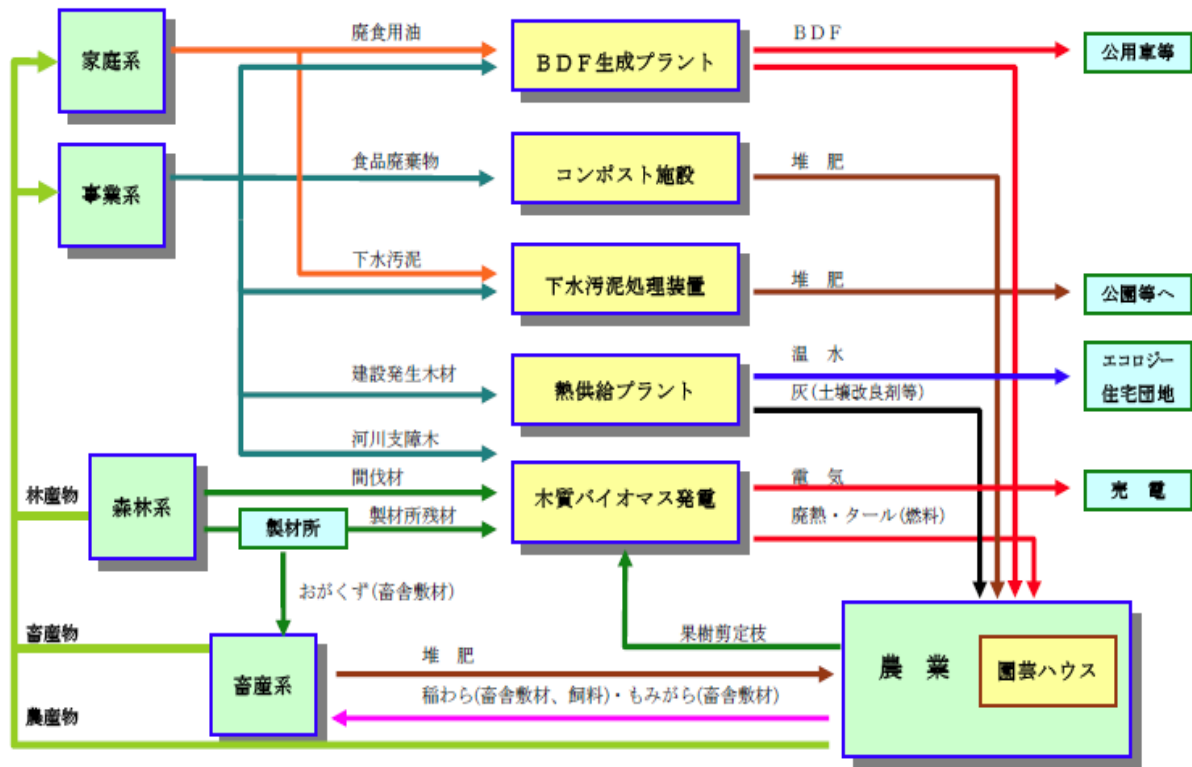 家庭系
廃食用油
BDF生成プラント
BDF
公用車等
事業系
食品廃棄物
コンポスト施設
堆 肥
下水汚泥
下水汚泥処理装置
堆 肥
公園等へ
建設発生木材
熱供給プラント
温 水
灰(土壌改良剤等)
エコロジー
住宅団地
河川支障木
林産物
森林系
間伐材
製材所
製材所残材
木質バイオマス発電
電 気
廃熱・タール(燃料)
売 電
おがくず(畜舎敷材)
畜産物
畜産系
堆 肥
稲わら(畜舎敷材、飼料)・もみがら(畜舎敷材)
果樹剪定枝
農 業
園芸ハウス
農産物